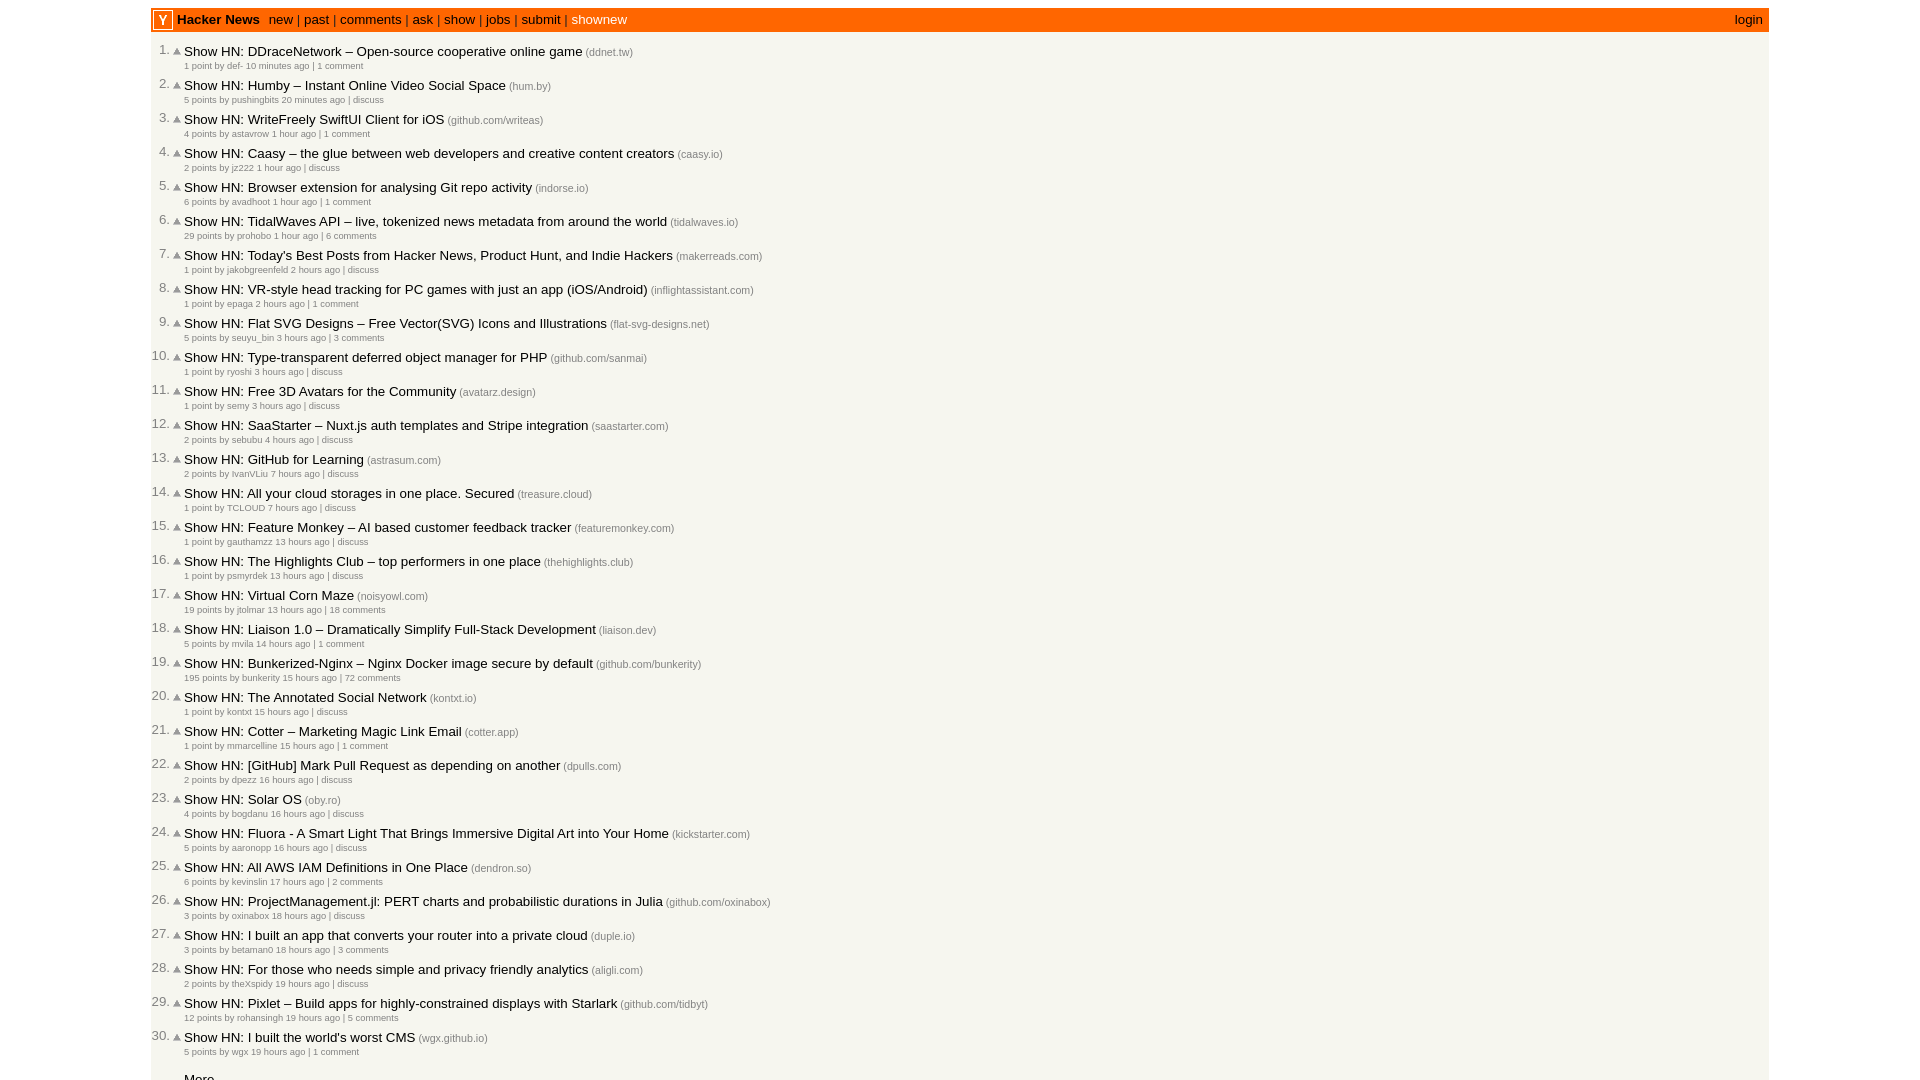 Y Hacker News new | past | comments | ask | show | jobs | submit | shownew login
1. Show HN: DDraceNetwork – Open-source cooperative online game (ddnet.tw)
1 point by def- 10 minutes ago | 1 comment
2. Show HN: Humby – Instant Online Video Social Space (hum.by)
5 points by pushingbits 20 minutes ago | discuss
3. Show HN: WriteFreely SwiftUI Client for iOS (github.com/writeas)
4 points by astavrow 1 hour ago | 1 comment
4. Show HN: Caasy – the glue between web developers and creative content creators (caasy.io)
2 points by jz222 1 hour ago | discuss
5. Show HN: Browser extension for analysing Git repo activity (indorse.io)
6 points by avadhoot 1 hour ago | 1 comment
6. Show HN: TidalWaves API – live, tokenized news metadata from around the world (tidalwaves.io)
29 points by prohobo 1 hour ago | 6 comments
7. Show HN: Today's Best Posts from Hacker News, Product Hunt, and Indie Hackers (makerreads.com)
1 point by jakobgreenfeld 2 hours ago | discuss
8. Show HN: VR-style head tracking for PC games with just an app (iOS/Android) (inflightassistant.com)
1 point by epaga 2 hours ago | 1 comment
9. Show HN: Flat SVG Designs – Free Vector(SVG) Icons and Illustrations (flat-svg-designs.net)
5 points by seuyu_bin 3 hours ago | 3 comments
10. Show HN: Type-transparent deferred object manager for PHP (github.com/sanmai)
1 point by ryoshi 3 hours ago | discuss
11. Show HN: Free 3D Avatars for the Community (avatarz.design)
1 point by semy 3 hours ago | discuss
12. Show HN: SaaStarter – Nuxt.js auth templates and Stripe integration (saastarter.com)
2 points by sebubu 4 hours ago | discuss
13. Show HN: GitHub for Learning (astrasum.com)
2 points by IvanVLiu 7 hours ago | discuss
14. Show HN: All your cloud storages in one place. Secured (treasure.cloud)
1 point by TCLOUD 7 hours ago | discuss
15. Show HN: Feature Monkey – AI based customer feedback tracker (featuremonkey.com)
1 point by gauthamzz 13 hours ago | discuss
16. Show HN: The Highlights Club – top performers in one place (thehighlights.club)
1 point by psmyrdek 13 hours ago | discuss
17. Show HN: Virtual Corn Maze (noisyowl.com)
19 points by jtolmar 13 hours ago | 18 comments
18. Show HN: Liaison 1.0 – Dramatically Simplify Full-Stack Development (liaison.dev)
5 points by mvila 14 hours ago | 1 comment
19. Show HN: Bunkerized-Nginx – Nginx Docker image secure by default (github.com/bunkerity)
195 points by bunkerity 15 hours ago | 72 comments
20. Show HN: The Annotated Social Network (kontxt.io)
1 point by kontxt 15 hours ago | discuss
21. Show HN: Cotter – Marketing Magic Link Email (cotter.app)
1 point by mmarcelline 15 hours ago | 1 comment
22. Show HN: [GitHub] Mark Pull Request as depending on another (dpulls.com)
2 points by dpezz 16 hours ago | discuss
23. Show HN: Solar OS (oby.ro)
4 points by bogdanu 16 hours ago | discuss
24. Show HN: Fluora - A Smart Light That Brings Immersive Digital Art into Your Home (kickstarter.com)
5 points by aaronopp 16 hours ago | discuss
25. Show HN: All AWS IAM Definitions in One Place (dendron.so)
6 points by kevinslin 17 hours ago | 2 comments
26. Show HN: ProjectManagement.jl: PERT charts and probabilistic durations in Julia (github.com/oxinabox)
3 points by oxinabox 18 hours ago | discuss
27. Show HN: I built an app that converts your router into a private cloud (duple.io)
3 points by betaman0 18 hours ago | 3 comments
28. Show HN: For those who needs simple and privacy friendly analytics (aligli.com)
2 points by theXspidy 19 hours ago | discuss
29. Show HN: Pixlet – Build apps for highly-constrained displays with Starlark (github.com/tidbyt)
12 points by rohansingh 19 hours ago | 5 comments
30. Show HN: I built the world's worst CMS (wgx.github.io)
5 points by wgx 19 hours ago | 1 comment
More